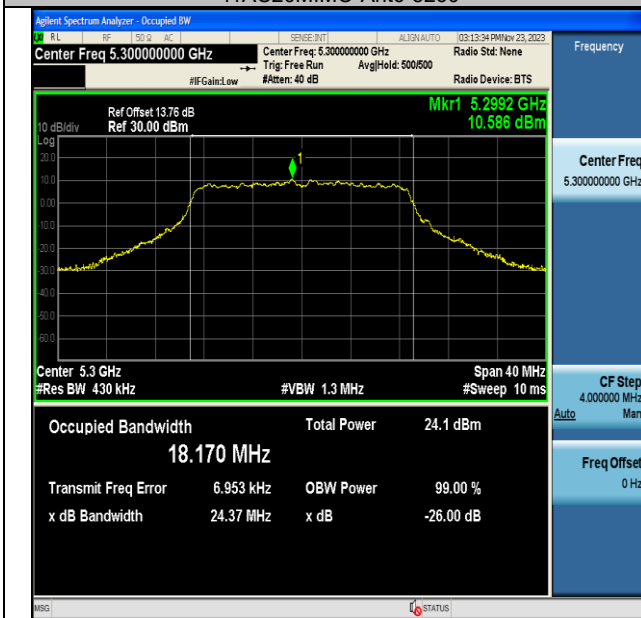 Agilent Spectrum Analyzer - Occupied BW
RL RF 50 Ω AC SENSE:INT ALIGN AUTO 03:13:34 PM Nov 23, 2023
Center Freq 5.300000000 GHz
Center Freq: 5.300000000 GHz
Radio Std: None
Trig: Free Run Avg|Hold: 500/500
#IFGain:Low #Atten: 40 dB Radio Device: BTS
Frequency
Mkr1 5.2992 GHz
10.586 dBm
Ref Offset 13.76 dB
10 dB/div Ref 30.00 dBm
Log
20.0
10.0
0.00
-10.0
-20.0
-30.0
-40.0
-50.0
-60.0
1
Center 5.3 GHz Span 40 MHz
#Res BW 430 kHz #VBW 1.3 MHz #Sweep 10 ms
Occupied Bandwidth Total Power 24.1 dBm
18.170 MHz
Transmit Freq Error 6.953 kHz OBW Power 99.00 %
x dB Bandwidth 24.37 MHz x dB -26.00 dB
Center Freq
5.300000000 GHz
CF Step
4.000000 MHz
Auto Man
Freq Offset
0 Hz
MSG STATUS